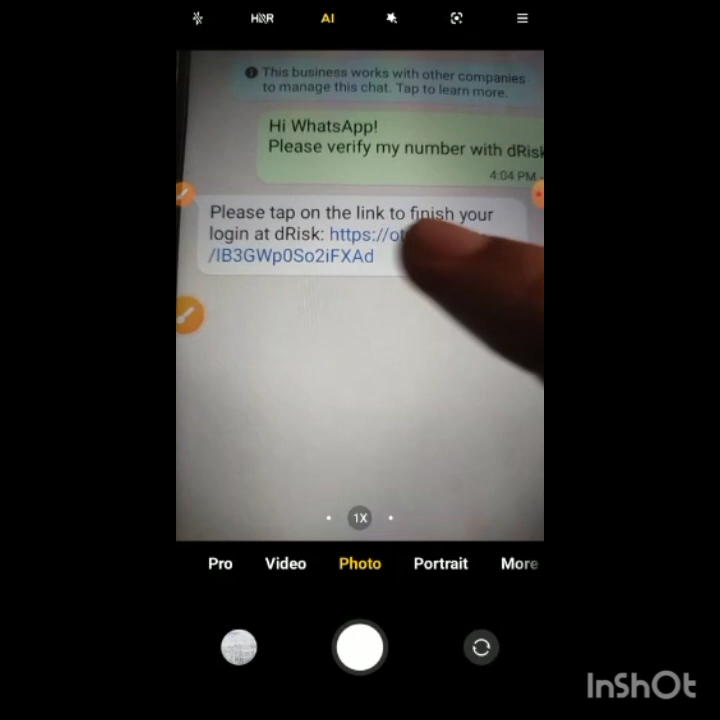 HDR
AI
This business works with other companies
to manage this chat. Tap to learn more.
Hi WhatsApp!
Please verify my number with dRisk
4:04 PM
Please tap on the link to finish your
login at dRisk: https://ot
/IB3GWp0So2iFXAd
1X
Pro Video Photo Portrait More
InShOt